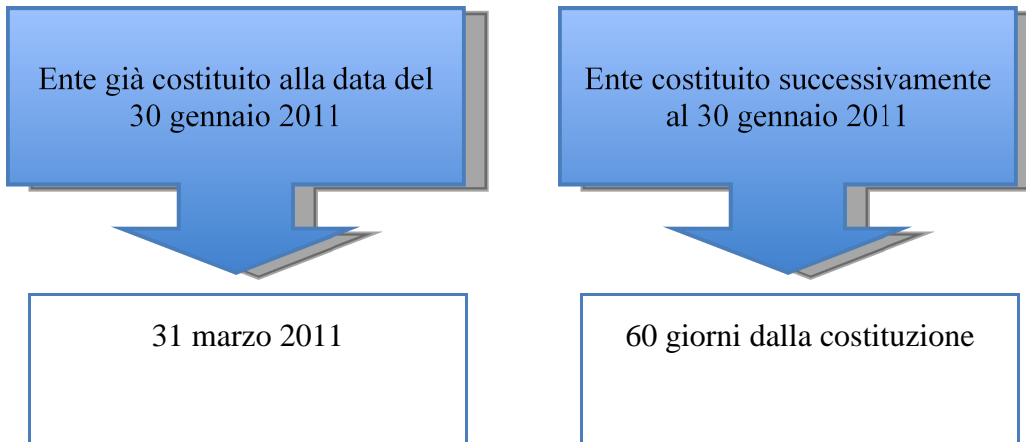 Ente già costituito alla data del
30 gennaio 2011
Ente costituito successivamente
al 30 gennaio 2011
31 marzo 2011
60 giorni dalla costituzione